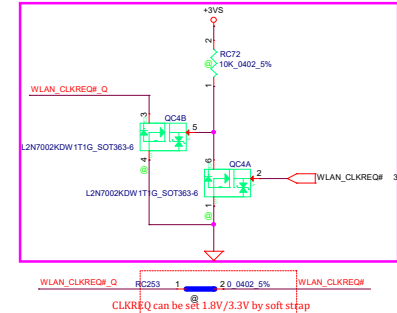 +3VS
2
RC72
@ 10K_0402_5%
1
WLAN_CLKREQ#_Q
3
QC4B
5
L2N7002KDW1T1G_SOT363-6
4
@
6
QC4A
2
WLAN_CLKREQ# 3
L2N7002KDW1T1G_SOT363-6
1
@
WLAN_CLKREQ#_Q RC253 1 2 0_0402_5% WLAN_CLKREQ#
@
CLKREQ can be set 1.8V/3.3V by soft strap